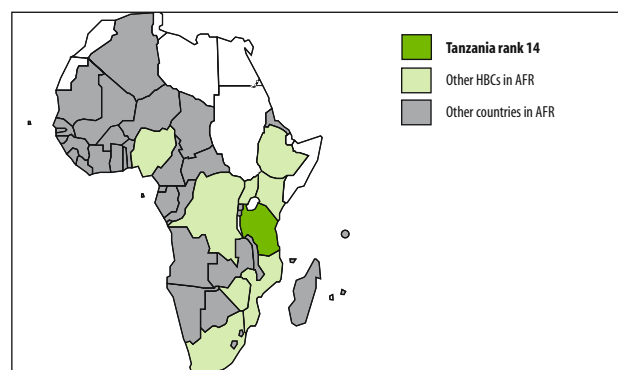 Tanzania rank 14
Other HBCs in AFR
Other countries in AFR